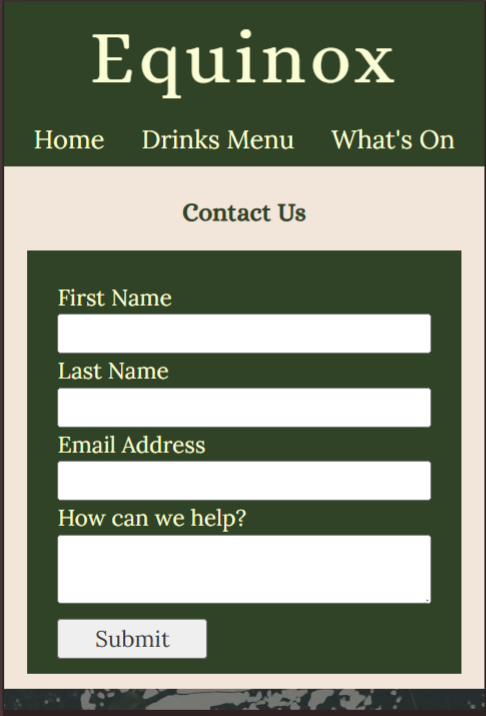 Equinox
Home Drinks Menu What's On
Contact Us
First Name
Last Name
Email Address
How can we help?
Submit